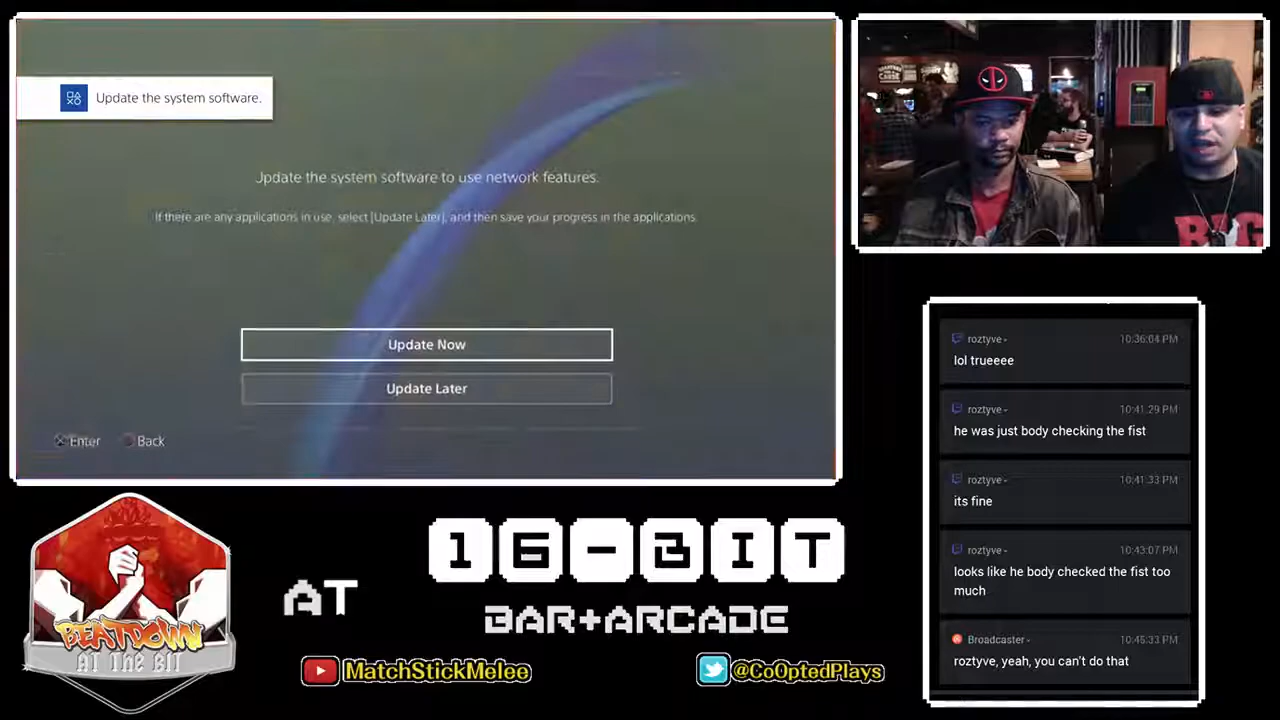 Update the system software.
Update the system software to use network features.
If there are any applications in use, select [Update Later], and then save your progress in the applications.
Update Now
Update Later
Enter
Back
BIG
roztyve-
10:36:04 PM
lol trueeee
roztyve-
10:41:29 PM
he was just body checking the fist
roztyve-
10:41:33 PM
its fine
roztyve-
10:43:07 PM
looks like he body checked the fist too
much
Broadcaster-
10:45:33 PM
roztyve, yeah, you can't do that
BEATDOWN
AT THE BIT
AT
16-BIT
BAR+ARCADE
MatchStickMelee
@CoOptedPlays